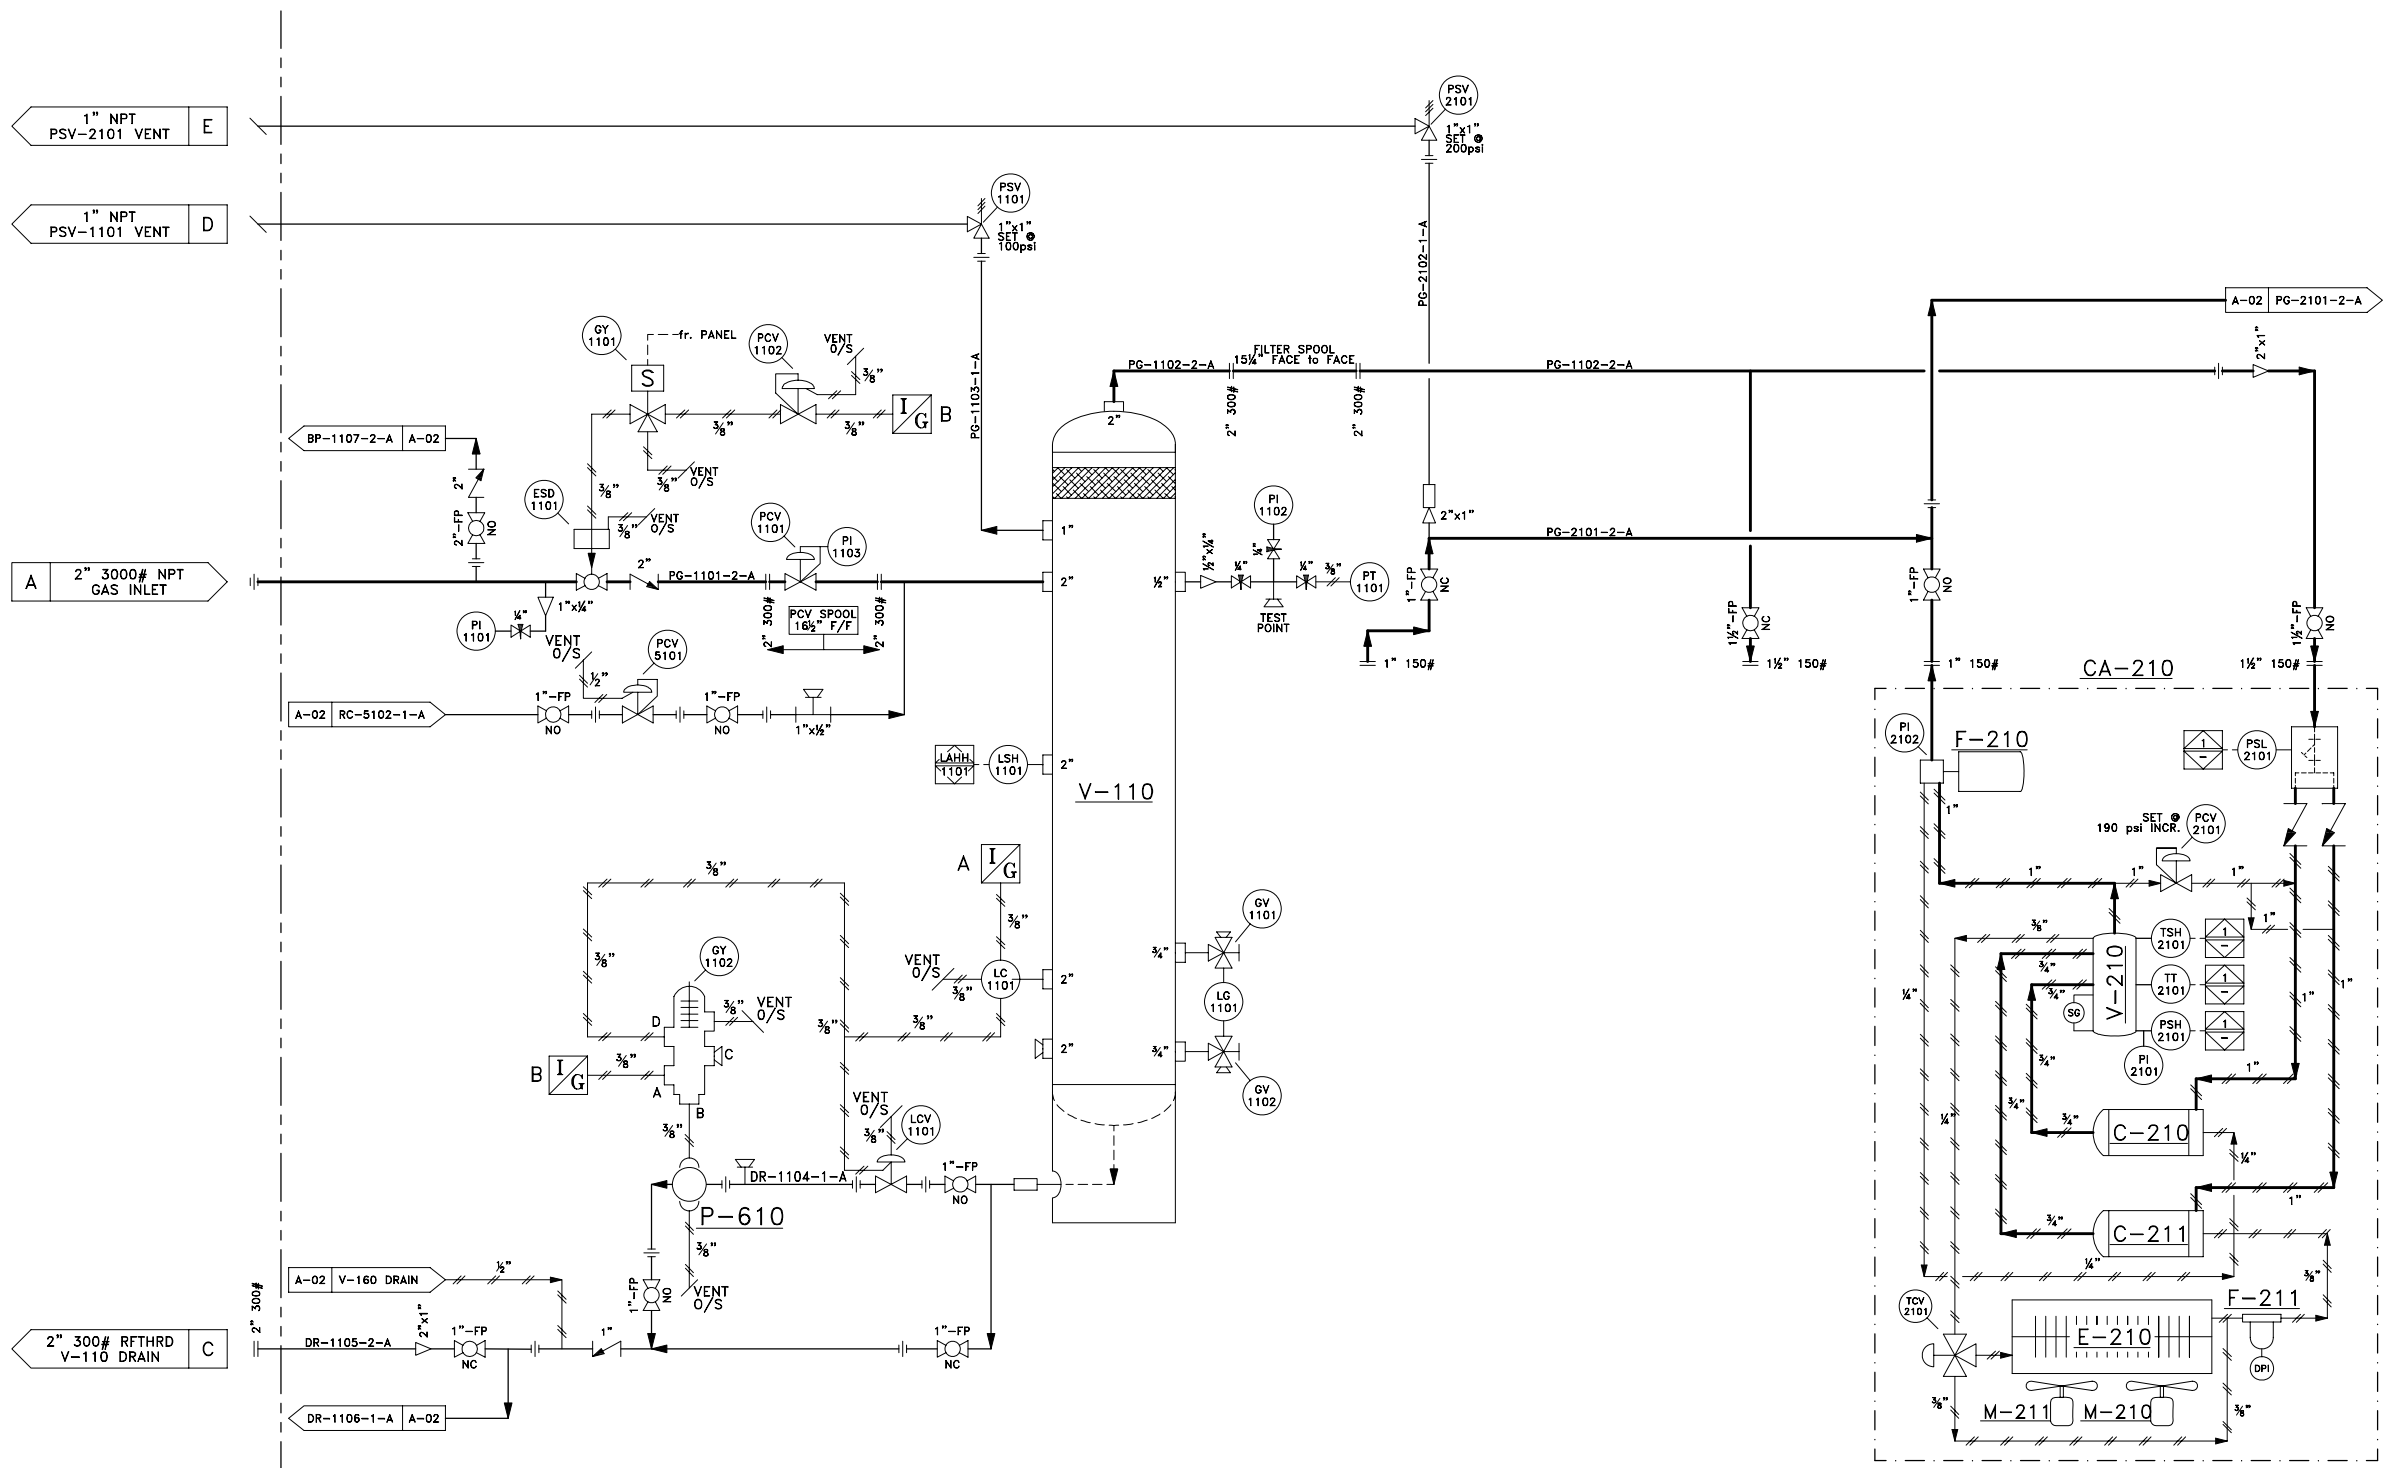 1" NPT
PSV-2101 VENT
E
PSV
2101
1"x1"
SET @
200psi
1" NPT
PSV-1101 VENT
D
PSV
1101
1"x1"
SET @
100psi
PG-2102-1-A
A-02
PG-2101-2-A
GY
1101
fr. PANEL
S
PCV
1102
VENT
O/S
3/8"
PG-1103-1-A
PG-1102-2-A
FILTER SPOOL
15¼" FACE to FACE
PG-1102-2-A
2"x1"
2" 300#
2" 300#
I/G
B
3/8"
3/8"
BP-1107-2-A
A-02
2"
2"-FP
NO
3/8"
VENT
O/S
3/8"
ESD
1101
VENT
O/S
3/8"
2"
1"
PCV
1101
PI
1103
PI
1102
2"x1"
PG-2101-2-A
A
2" 3000# NPT
GAS INLET
2"
PG-1101-2-A
2"
½"
½"x¼"
¼"
¼"
¼"
3/8"
PT
1101
TEST
POINT
1"-FP
NC
1"-FP
NO
1"x¼"
¼"
PI
1101
2" 300#
PCV SPOOL
16½" F/F
2" 300#
1½"-FP
NC
1½"-FP
NO
VENT
O/S
½"
PCV
5101
1" 150#
1½" 150#
1" 150#
1½" 150#
CA-210
A-02
RC-5102-1-A
1"-FP
NO
1"-FP
NO
1"x½"
PI
2102
F-210
1
-
PSL
2101
LAHH
1101
LSH
1101
2"
V-110
1"
SET @
190 psi INCR.
PCV
2101
A
I/G
3/8"
3/8"
1"
1"
1"
1"
GV
1101
3/8"
3/8"
GY
1102
VENT
O/S
3/8"
LC
1101
2"
¾"
LG
1101
3/8"
TSH
2101
1
-
¾"
V-210
TT
2101
1
-
¾"
SG
PSH
2101
1
-
PI
2101
¼"
1"
1"
D
3/8"
VENT
O/S
C
3/8"
3/8"
2"
¾"
GV
1102
B
I/G
3/8"
A
B
1"
¾"
¾"
¼"
3/8"
VENT
O/S
3/8"
LCV
1101
¾"
C-210
¼"
DR-1104-1-A
1"-FP
NO
1"
P-610
3/8"
¾"
C-211
VENT
O/S
1"-FP
NO
¼"
3/8"
A-02
V-160 DRAIN
½"
2" 300#
TCV
2101
F-211
C
2" 300# RFTHRD
V-110 DRAIN
DR-1105-2-A
2"x1"
1"-FP
NC
1"
1"-FP
NC
E-210
DPI
DR-1106-1-A
A-02
3/8"
M-211
M-210
3/8"